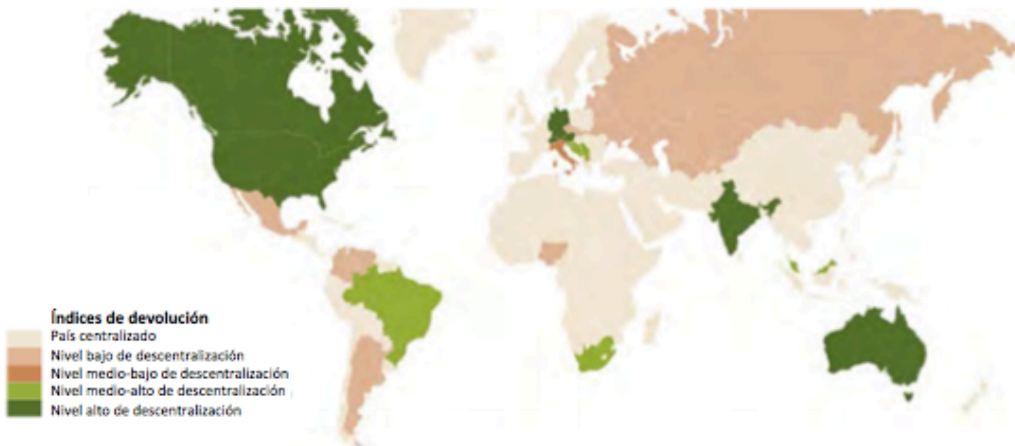 Índices de devolución
País centralizado
Nivel bajo de descentralización
Nivel medio-bajo de descentralización
Nivel medio-alto de descentralización
Nivel alto de descentralización